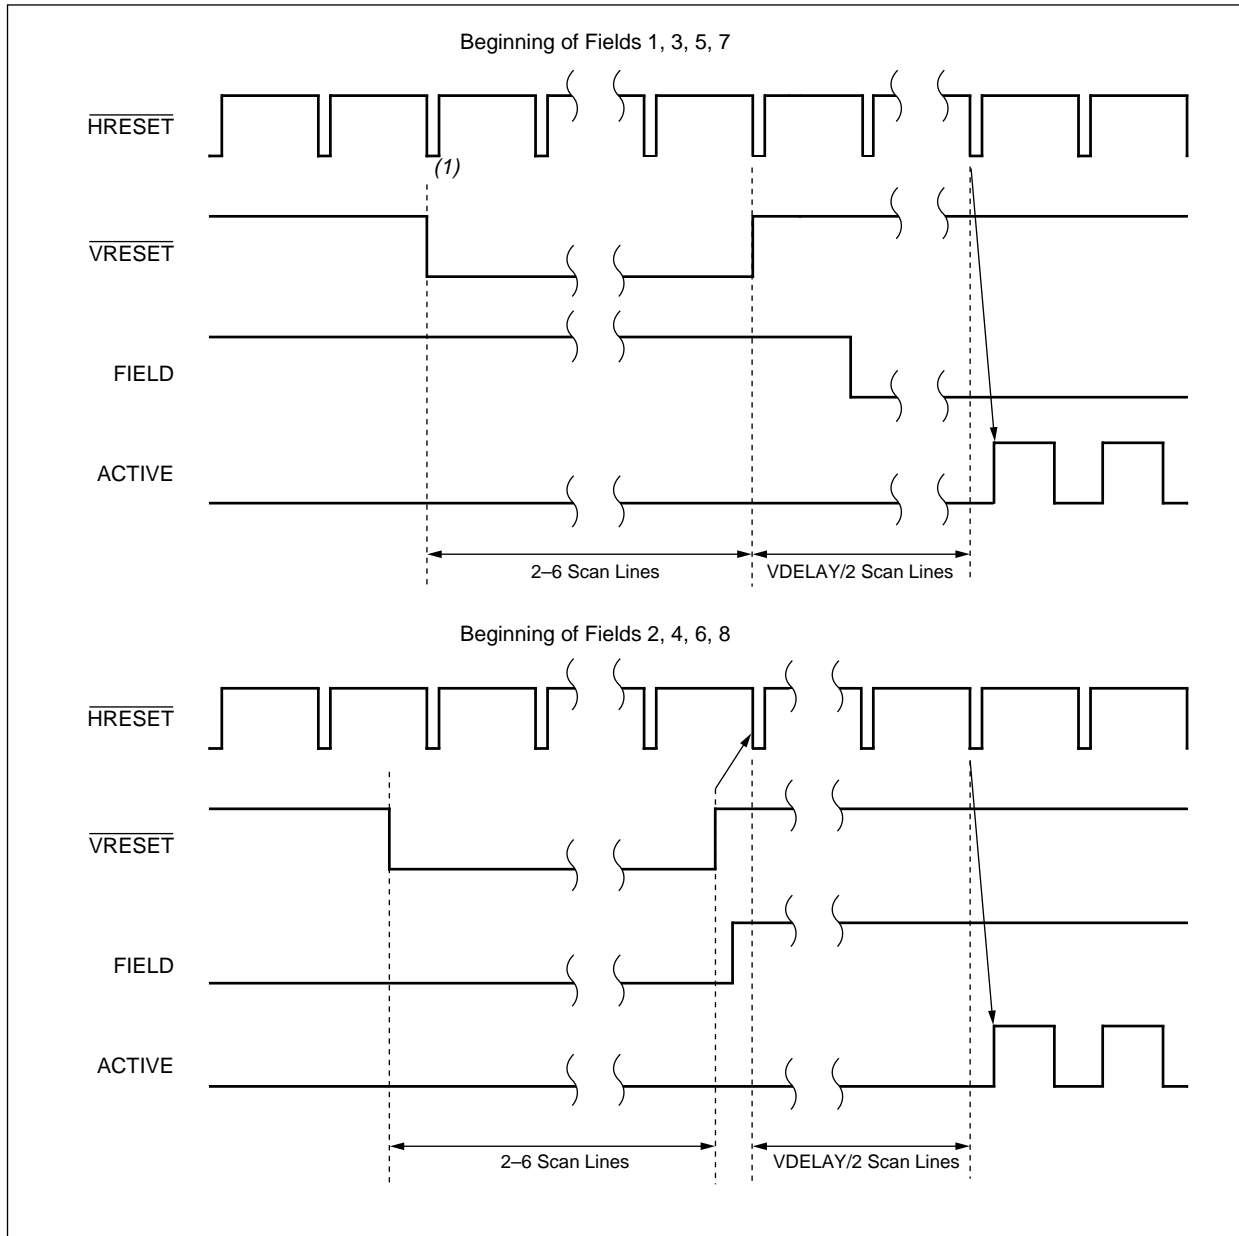 Beginning of Fields 1, 3, 5, 7
HRESET
(1)
VRESET
FIELD
ACTIVE
2–6 Scan Lines
VDELAY/2 Scan Lines
Beginning of Fields 2, 4, 6, 8
HRESET
VRESET
FIELD
ACTIVE
2–6 Scan Lines
VDELAY/2 Scan Lines